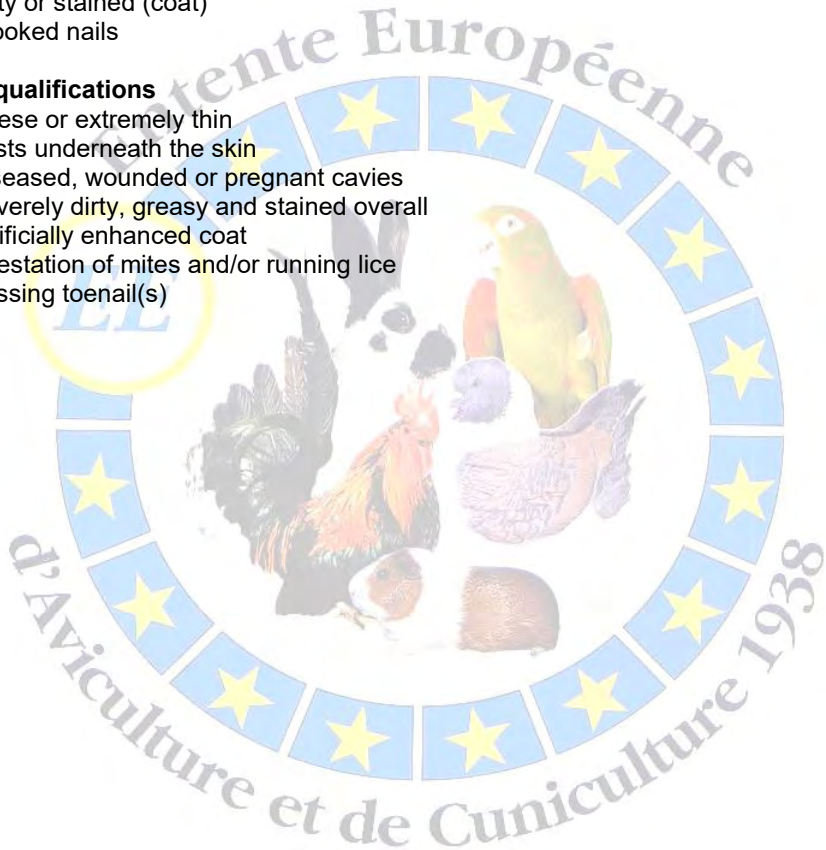 ty or stained (coat)
ooked nails
qualifications
ese or extremely thin
sts underneath the skin
seased, wounded or pregnant cavies
verely dirty, greasy and stained overall
ificially enhanced coat
estation of mites and/or running lice
ssing toenail(s)
Entente Européenne
EE
d'Aviculture et de Cuniculture 1938